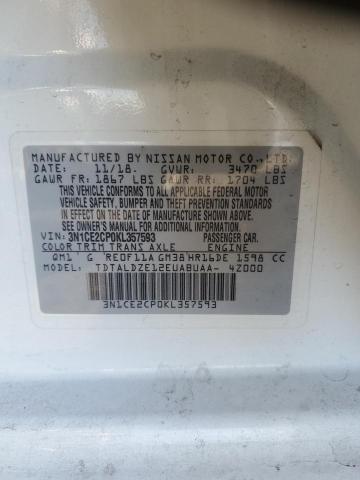 MANUFACTURED BY NISSAN MOTOR CO., LTD.
DATE: 11/18. GVWR: 3470 LBS
GAWR FR: 1867 LBS GAWR RR: 1704 LBS
THIS VEHICLE CONFORMS TO ALL APPLICABLE FEDERAL MOTOR
VEHICLE SAFETY, BUMPER AND THEFT PREVENTION STANDARDS
IN EFFECT ON THE DATE OF MANUFACTURE SHOWN ABOVE.
SEE OWNER'S MANUAL FOR ADDITIONAL INFORMATION
VIN: 3N1CE2CP0KL357593 PASSENGER CAR.
COLOR TRIM TRANS AXLE ENGINE
QM1 G RE0F11A GM38 HR16DE 1598 CC
MODEL: TDTALDZE12EUABUAA- 4Z000
3N1CE2CP0KL357593